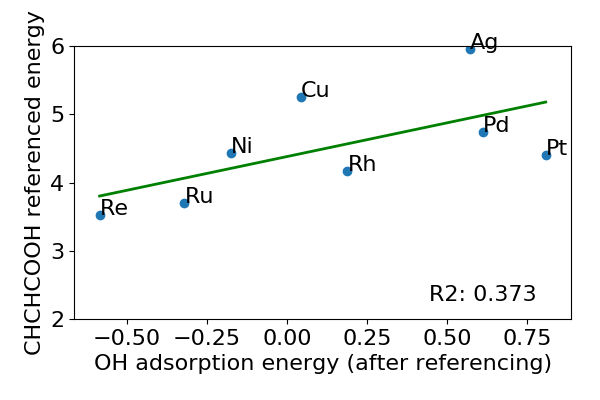 CHCHCOOH referenced energy
6
5
4
3
2
Ag
Cu
Pd
Ni
Pt
Rh
Ru
Re
R2: 0.373
−0.50 −0.25 0.00 0.25 0.50 0.75
OH adsorption energy (after referencing)